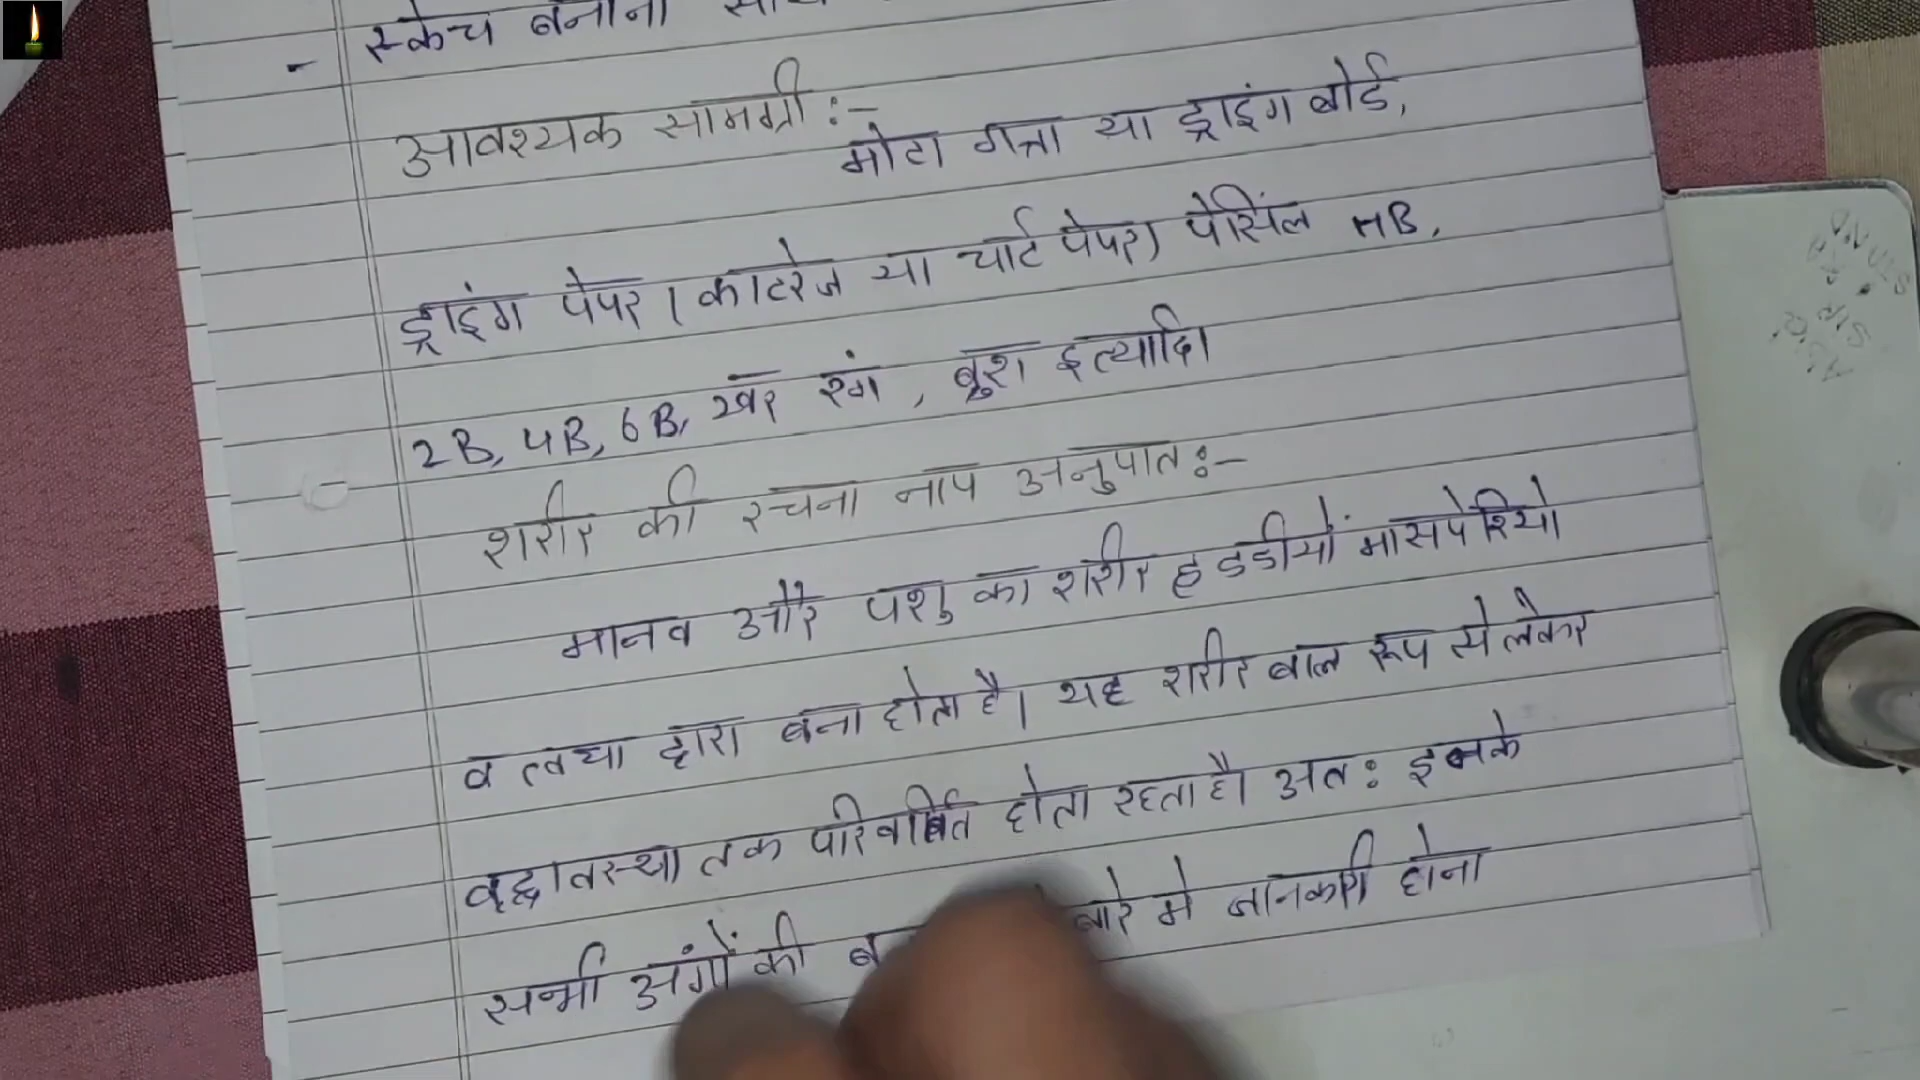 - स्केच बनाना
आवश्यक सामग्री :-
मोटा गत्ता या ड्राइंग बोर्ड,
ड्राइंग पेपर (काटरेज या चार्ट पेपर) पेसिंल HB,
2B, 4B, 6B, रबर रंग, ब्रुश इत्यादि।
शरीर की रचना नाप अनुपात :-
मानव और पशु का शरीर हडडीयों मासपेशियो
व त्वचा द्वारा बना होता है। यह शरीर बाल रूप से लेकर
वृद्धावस्था तक परिवर्तित होता रहता है। अत: इनके
सभी अंगों की बारे मे जानकारी होना